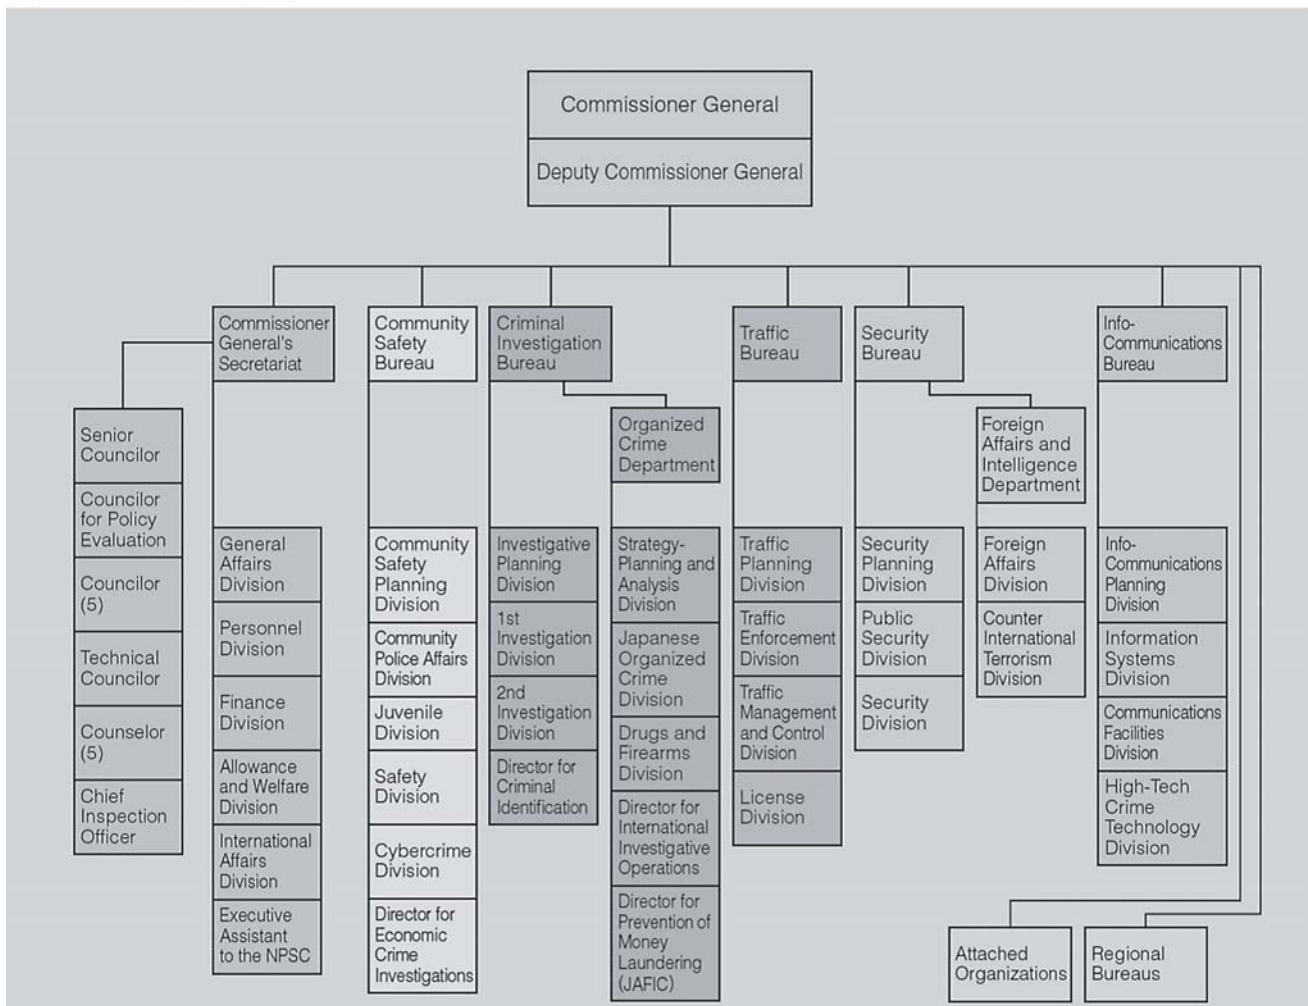 Commissioner General
Deputy Commissioner General
Commissioner
General's
Secretariat
Community
Safety
Bureau
Criminal
Investigation
Bureau
Traffic
Bureau
Security
Bureau
Info-
Communications
Bureau
Senior
Councilor
Councilor
for Policy
Evaluation
Councilor
(5)
Technical
Councilor
Counselor
(5)
Chief
Inspection
Officer
General
Affairs
Division
Personnel
Division
Finance
Division
Allowance
and Welfare
Division
International
Affairs
Division
Executive
Assistant
to the NPSC
Community
Safety
Planning
Division
Community
Police Affairs
Division
Juvenile
Division
Safety
Division
Cybercrime
Division
Director for
Economic
Crime
Investigations
Investigative
Planning
Division
1st
Investigation
Division
2nd
Investigation
Division
Director for
Criminal
Identification
Organized
Crime
Department
Strategy-
Planning and
Analysis
Division
Japanese
Organized
Crime
Division
Drugs and
Firearms
Division
Director for
International
Investigative
Operations
Director for
Prevention of
Money
Laundering
(JAFIC)
Traffic
Planning
Division
Traffic
Enforcement
Division
Traffic
Management
and Control
Division
License
Division
Security
Planning
Division
Public
Security
Division
Security
Division
Foreign
Affairs and
Intelligence
Department
Foreign
Affairs
Division
Counter
International
Terrorism
Division
Info-
Communications
Planning
Division
Information
Systems
Division
Communications
Facilities
Division
High-Tech
Crime
Technology
Division
Attached
Organizations
Regional
Bureaus